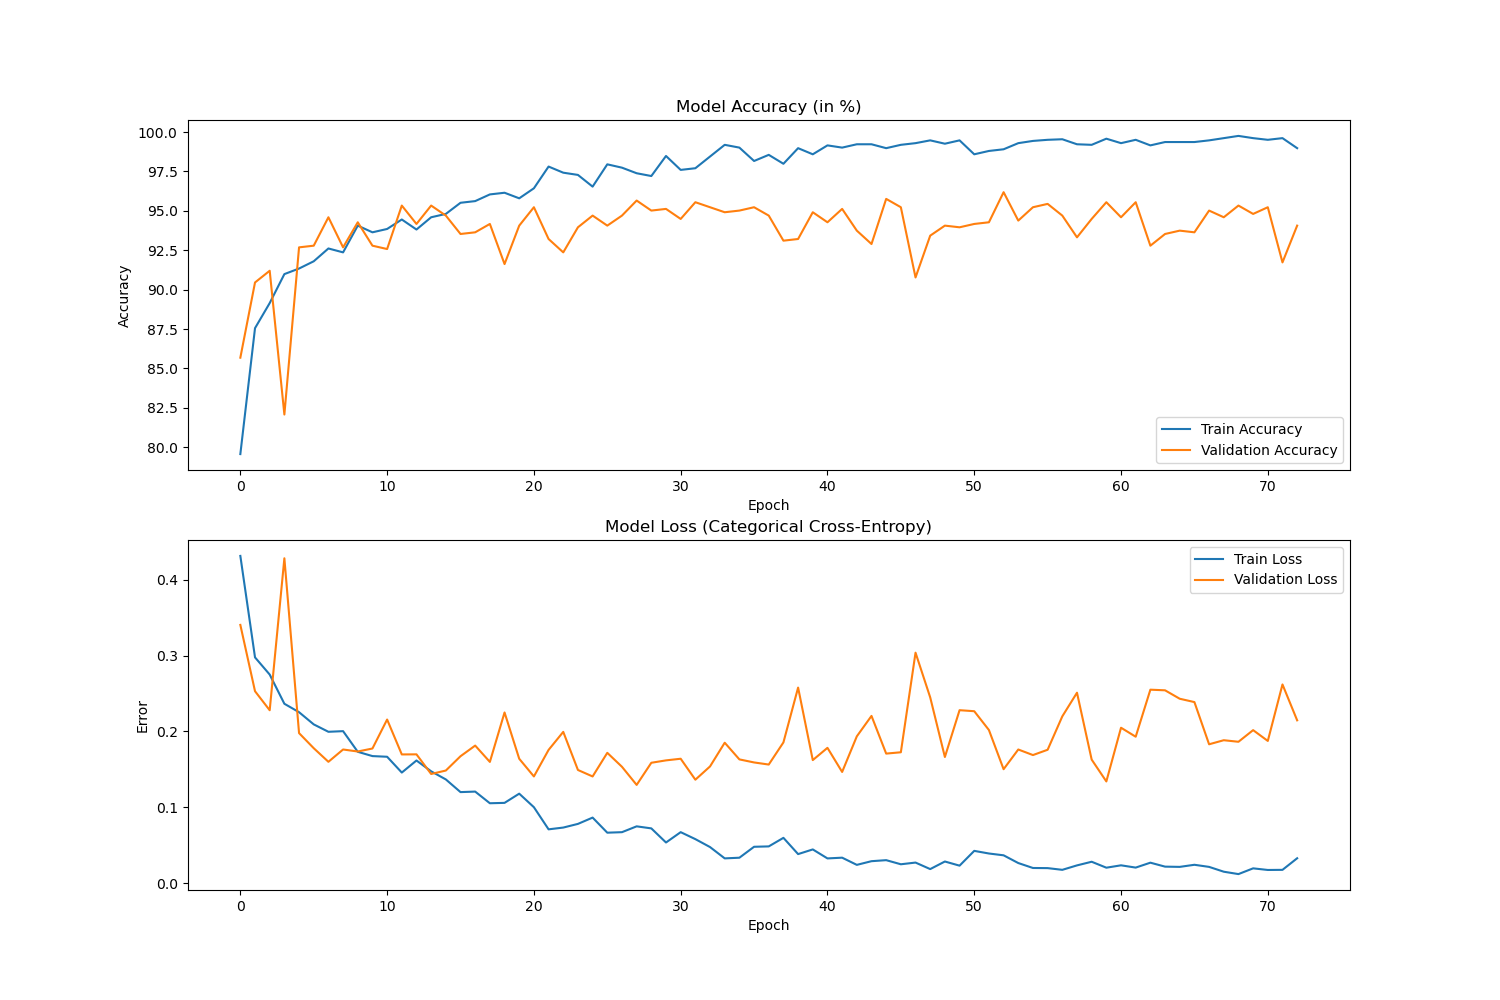 Model Accuracy (in %)
100.0
97.5
95.0
92.5
90.0
87.5
85.0
82.5
80.0
Accuracy
Train Accuracy
Validation Accuracy
0 10 20 30 40 50 60 70
Epoch
Model Loss (Categorical Cross-Entropy)
0.4
0.3
0.2
0.1
0.0
Error
Train Loss
Validation Loss
0 10 20 30 40 50 60 70
Epoch